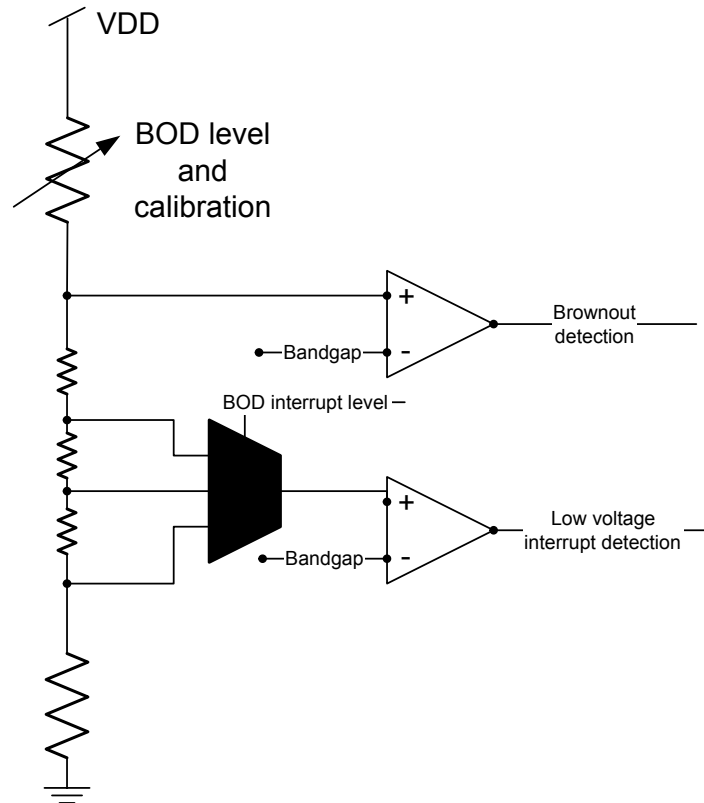 VDD
BOD level
and
calibration
+
Bandgap
-
Brownout
detection
BOD interrupt level
+
Bandgap
-
Low voltage
interrupt detection